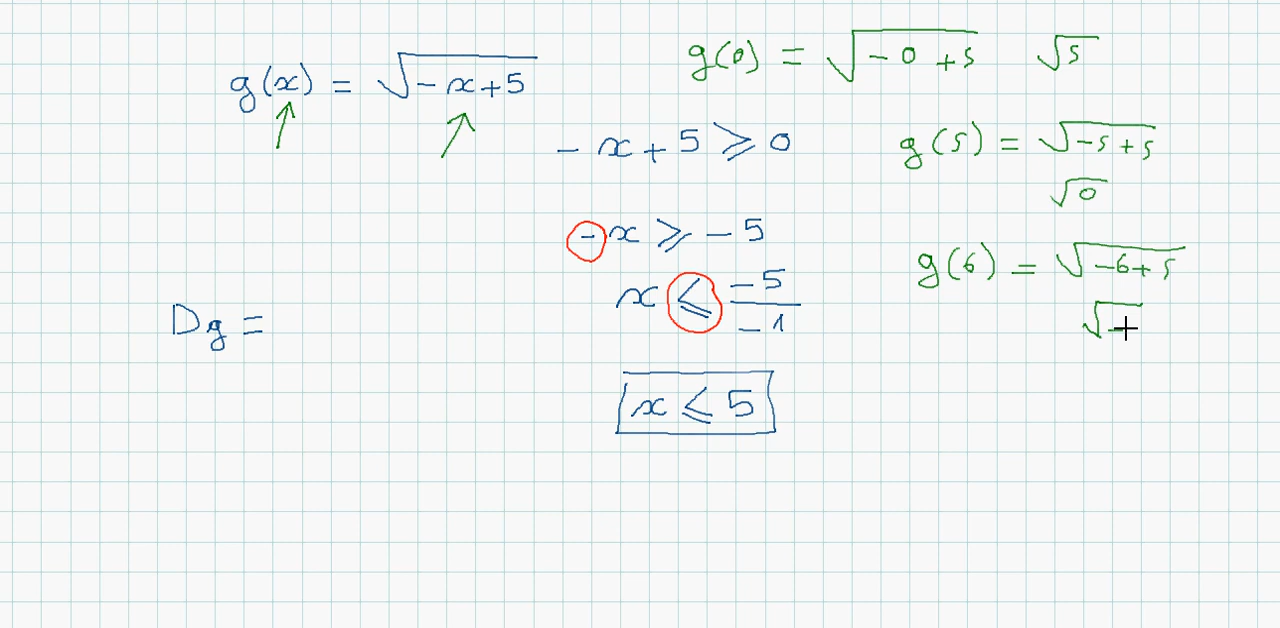 g(x) = √-x+5
-x+5 ⩾ 0
-x ⩾ -5
x ⩽ -5/-1
x ⩽ 5
Dg =
g(0) = √-0+5 √5
g(5) = √-5+5
√0
g(6) = √-6+5
√-